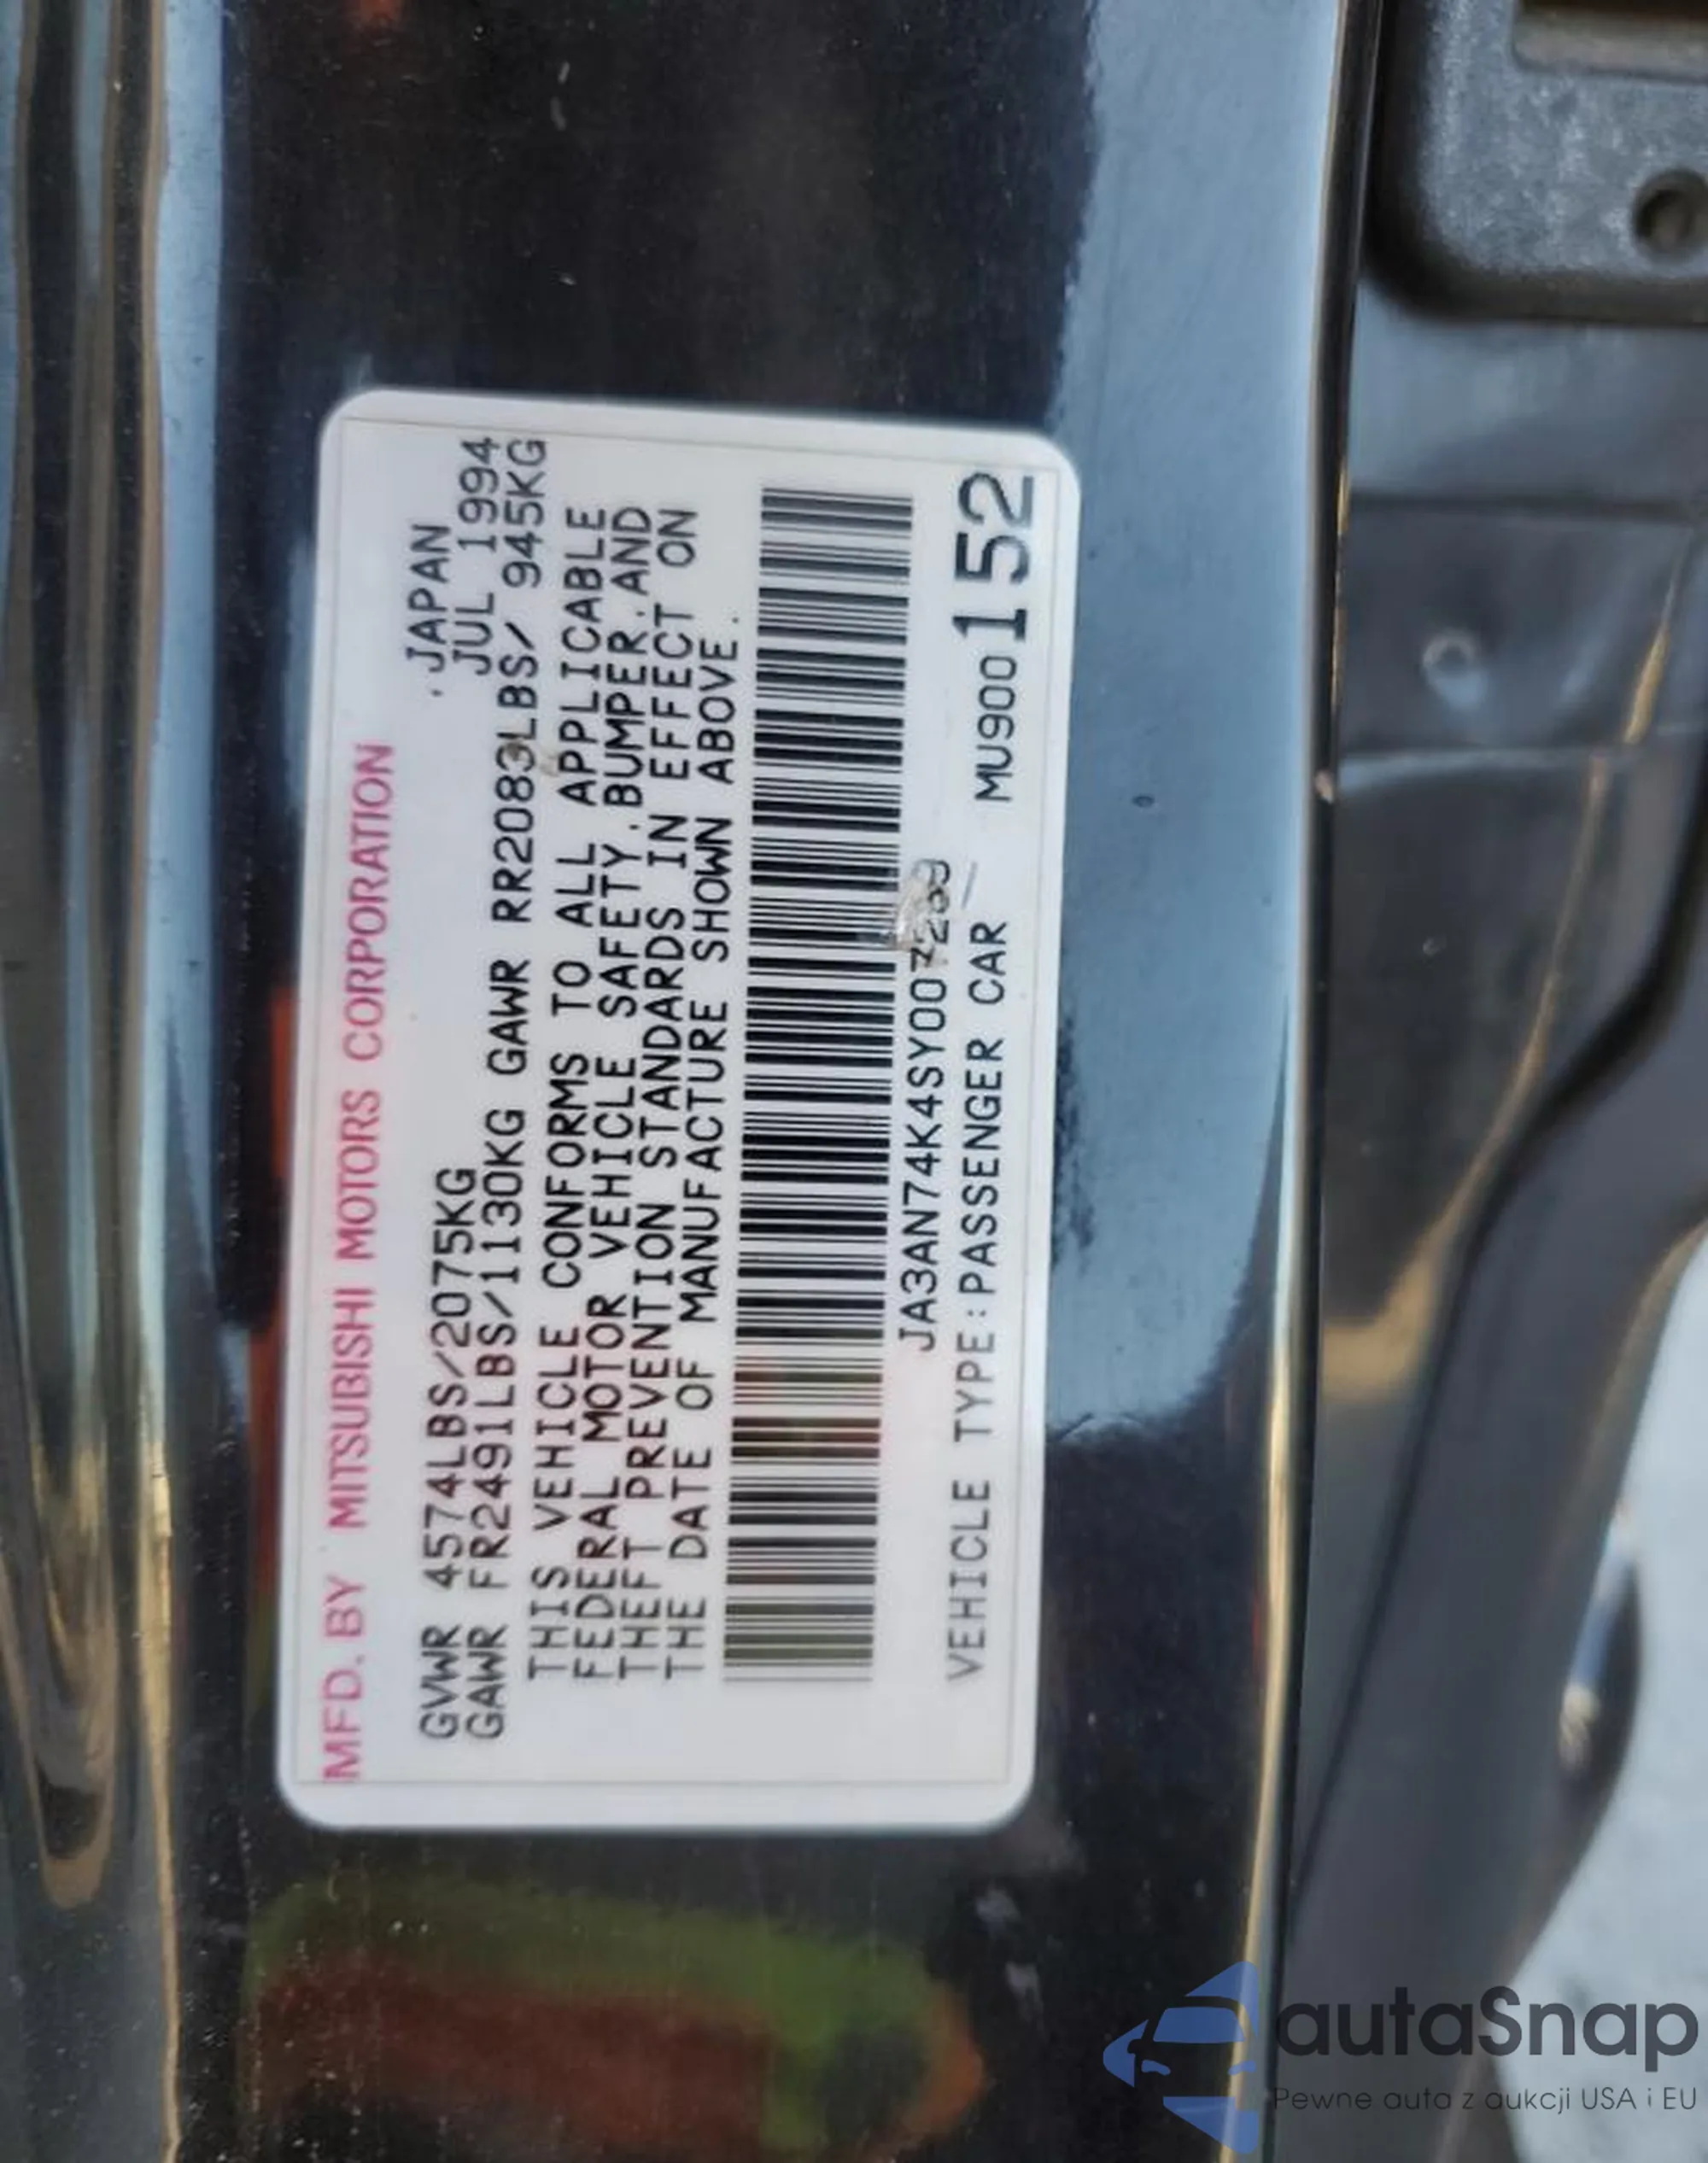 MFD. BY MITSUBISHI MOTORS CORPORATION
.JAPAN
GVWR 4574LBS/2075KG JUL 1994
GAWR FR2491LBS/1130KG GAWR RR2083LBS/ 945KG
THIS VEHICLE CONFORMS TO ALL APPLICABLE
FEDERAL MOTOR VEHICLE SAFETY.BUMPER.AND
THEFT PREVENTION STANDARDS IN EFFECT ON
THE DATE OF MANUFACTURE SHOWN ABOVE.
VEHICLE TYPE:PASSENGER CAR MU900152
autaSnap
Pewne auta z aukcji USA i EU